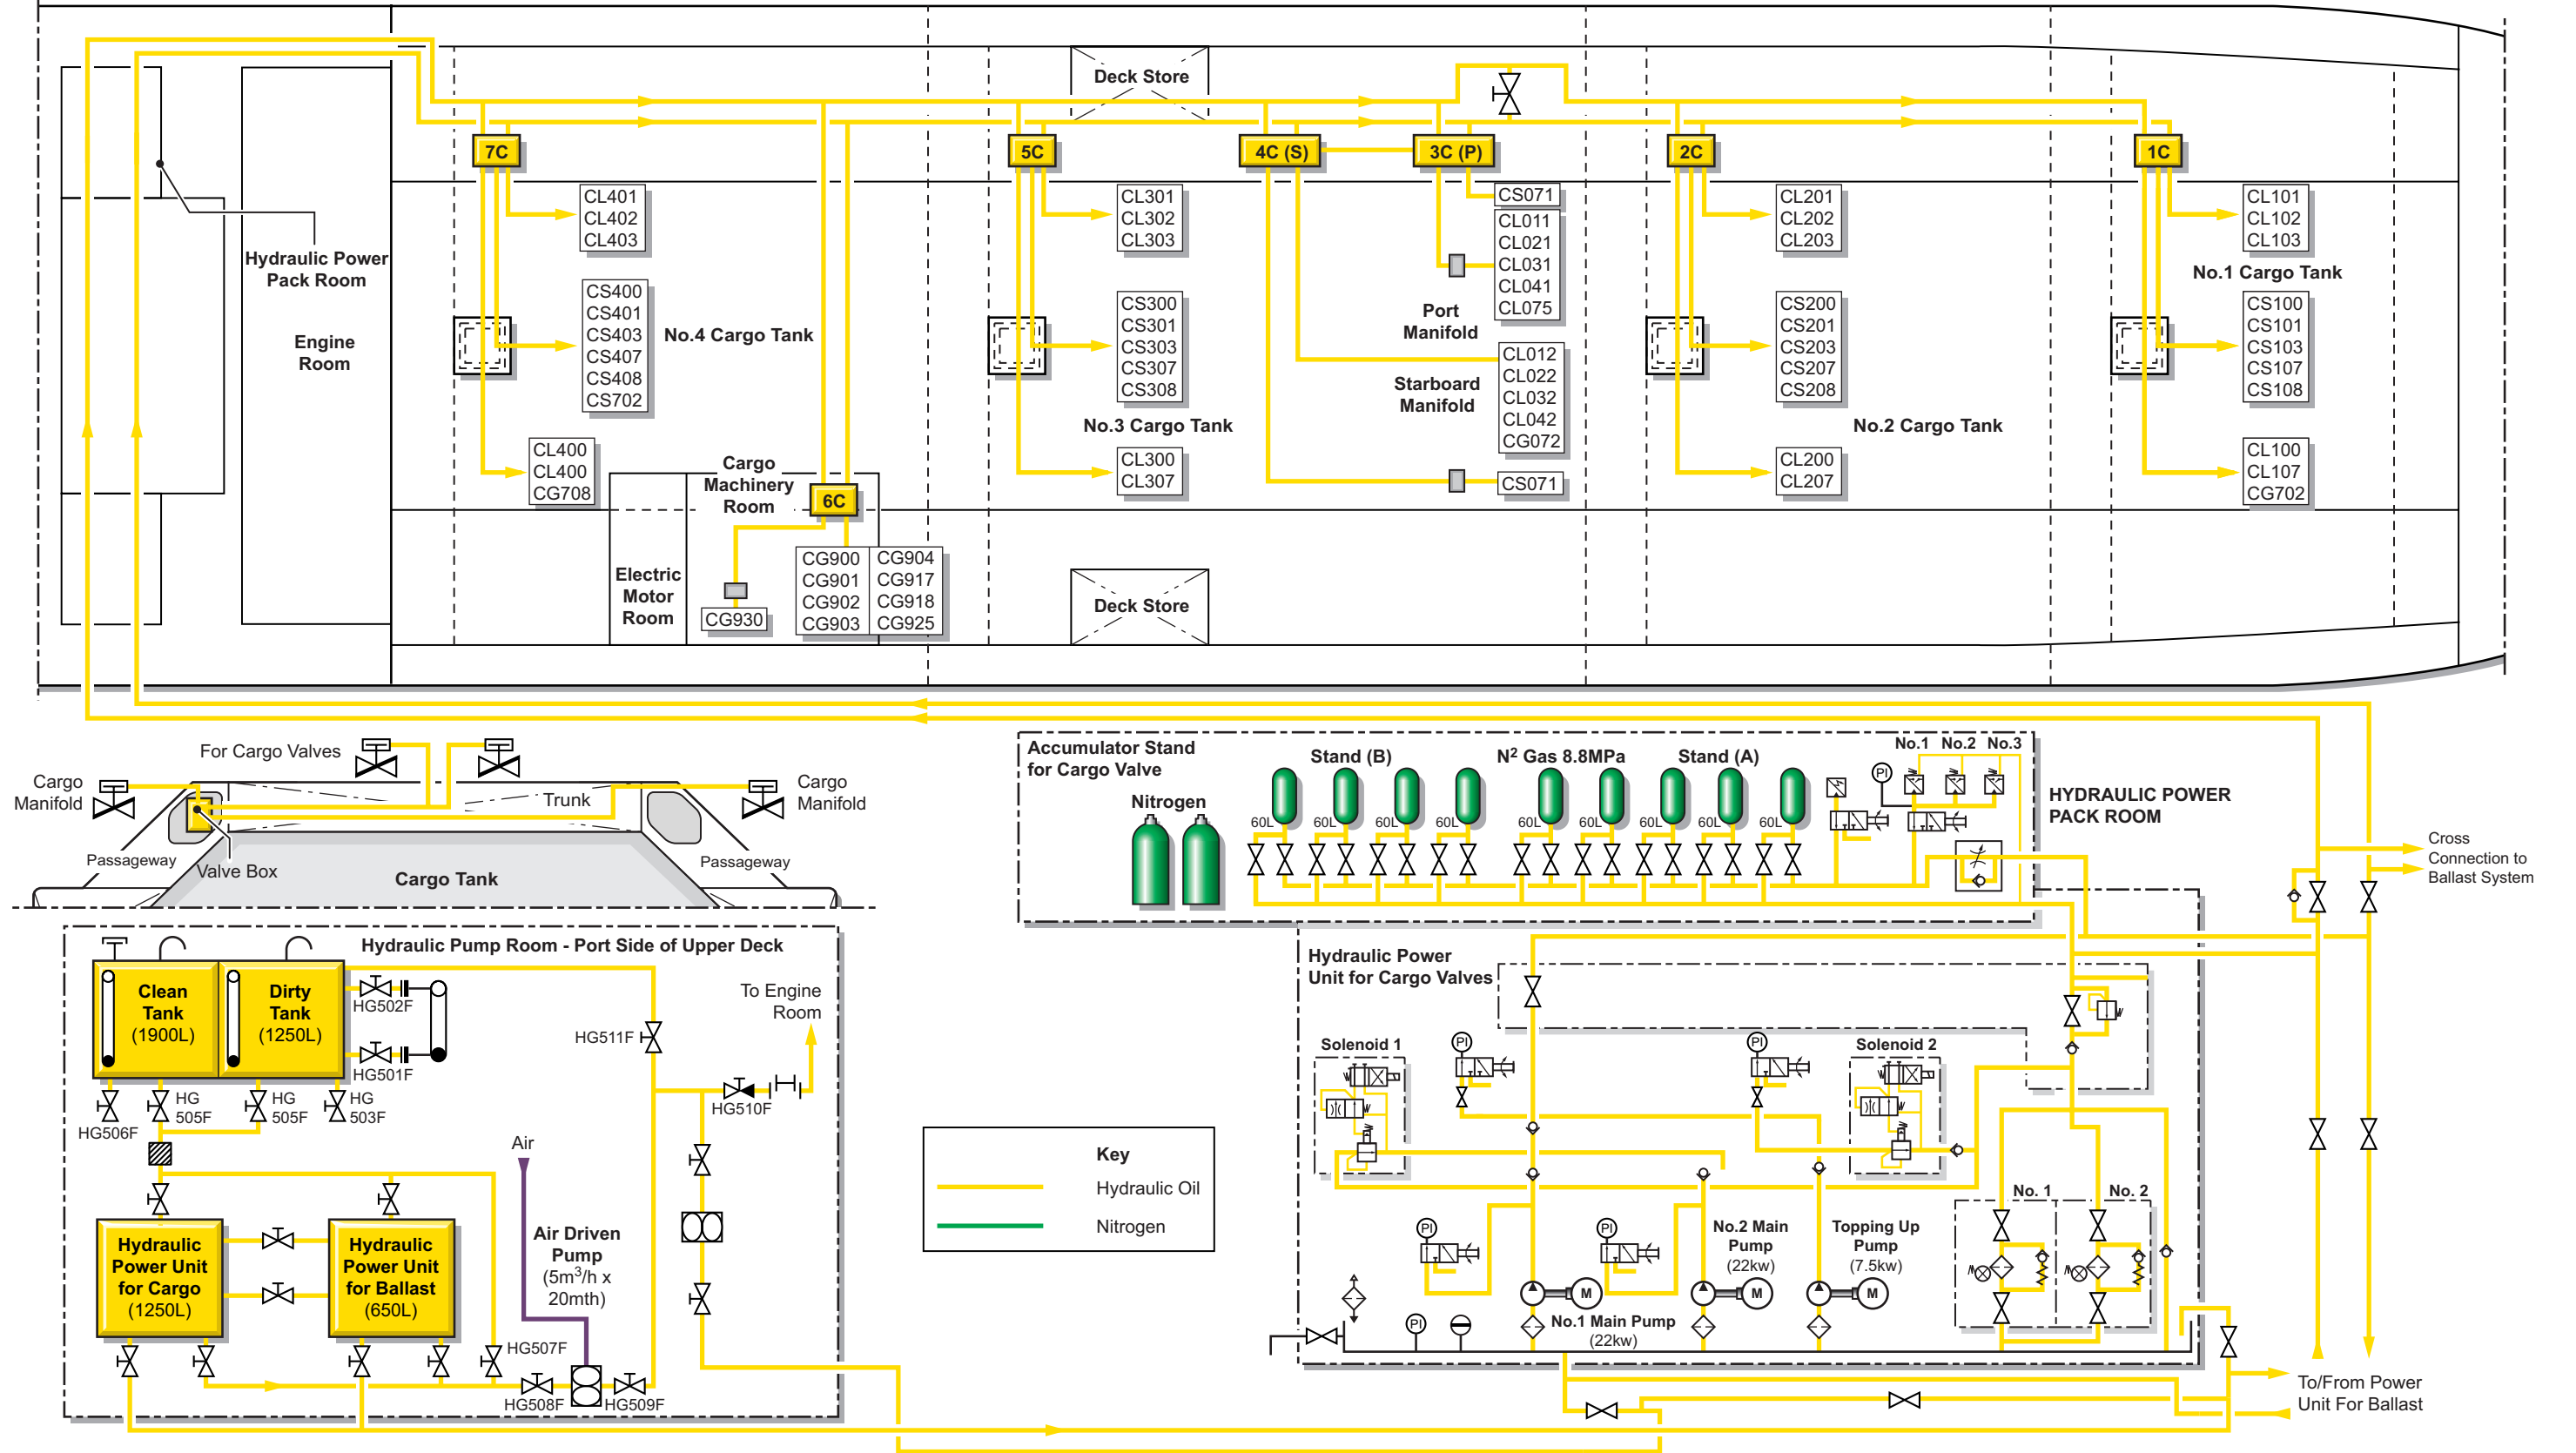 Deck Store
7C
5C
4C (S)
3C (P)
2C
1C
CL401
CL402
CL403
CL301
CL302
CL303
CS071
CL011
CL021
CL031
CL041
CL075
CL201
CL202
CL203
CL101
CL102
CL103
Hydraulic Power
Pack Room
Engine
Room
No.1 Cargo Tank
CS400
CS401
CS403
CS407
CS408
CS702
No.4 Cargo Tank
CS300
CS301
CS303
CS307
CS308
No.3 Cargo Tank
Port
Manifold
Starboard
Manifold
CL012
CL022
CL032
CL042
CG072
CS071
CS200
CS201
CS203
CS207
CS208
No.2 Cargo Tank
CS100
CS101
CS103
CS107
CS108
CL400
CL400
CG708
Cargo
Machinery
Room
6C
CL300
CL307
CL200
CL207
CL100
CL107
CG702
Electric
Motor
Room
CG930
CG900
CG901
CG902
CG903
CG904
CG917
CG918
CG925
Deck Store
For Cargo Valves
Cargo
Manifold
Trunk
Cargo
Manifold
Passageway
Valve Box
Cargo Tank
Passageway
Accumulator Stand
for Cargo Valve
Stand (B)
N2 Gas 8.8MPa
Stand (A)
No.1
No.2
No.3
PI
Nitrogen
60L
60L
60L
60L
60L
60L
60L
60L
60L
HYDRAULIC POWER
PACK ROOM
Cross
Connection to
Ballast System
Hydraulic Pump Room - Port Side of Upper Deck
Clean
Tank
(1900L)
Dirty
Tank
(1250L)
HG502F
HG501F
HG511F
To Engine
Room
HG510F
HG506F
HG
505F
HG
505F
HG
503F
Air
Hydraulic
Power Unit
for Cargo
(1250L)
Hydraulic
Power Unit
for Ballast
(650L)
Air Driven
Pump
(5m3/h x
20mth)
HG507F
HG508F
HG509F
Key
Hydraulic Oil
Nitrogen
Hydraulic Power
Unit for Cargo Valves
Solenoid 1
PI
PI
Solenoid 2
PI
PI
No.2 Main
Pump
(22kw)
Topping Up
Pump
(7.5kw)
No. 1
No. 2
M
M
M
PI
No.1 Main Pump
(22kw)
To/From Power
Unit For Ballast